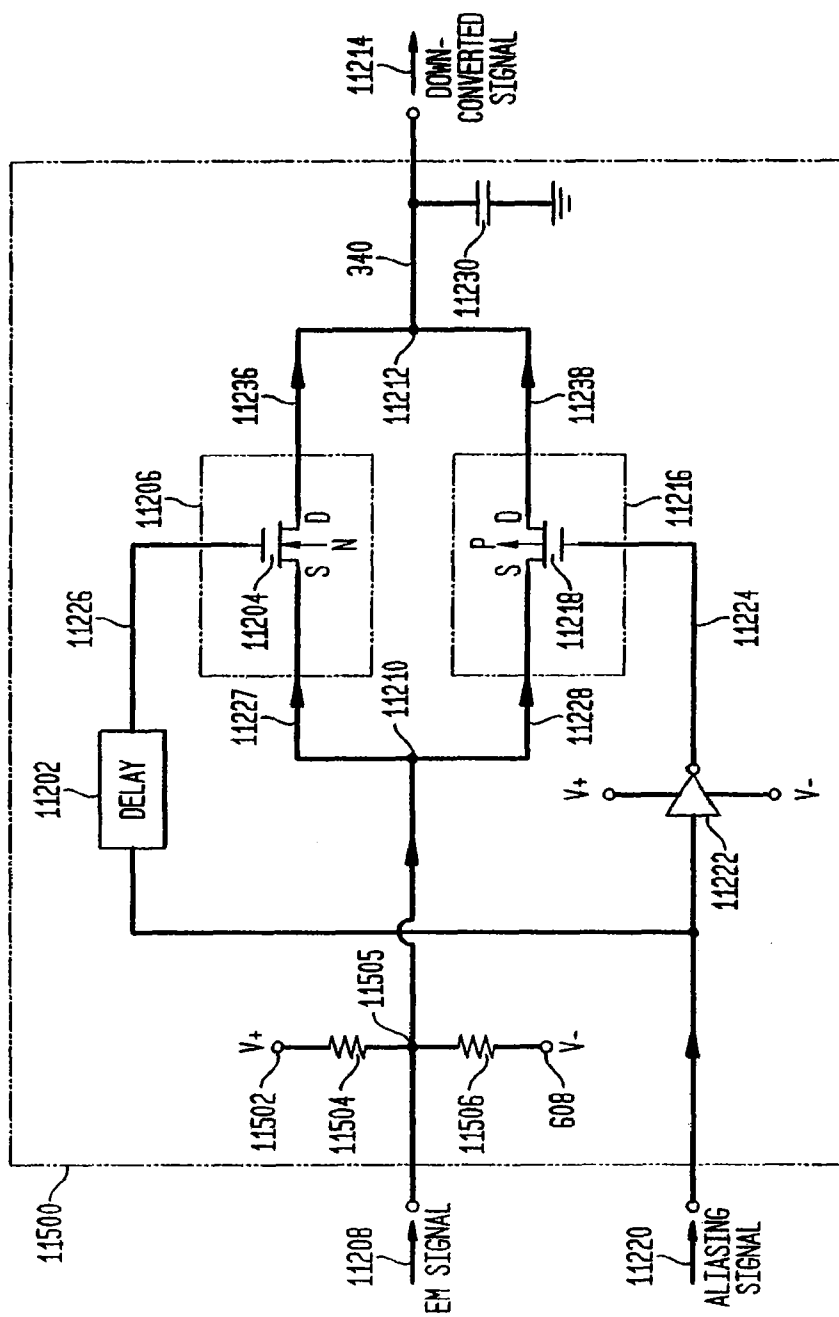 11500
11208
EM SIGNAL
11220
ALIASING
SIGNAL
V+
11502
11504
11505
11506
608
V-
11202
DELAY
11226
11206
11204
S
D
N
11227
11236
11210
11212
340
11230
11214
DOWN-
CONVERTED
SIGNAL
11228
11238
P
S
D
11218
11216
11224
V+
V-
11222